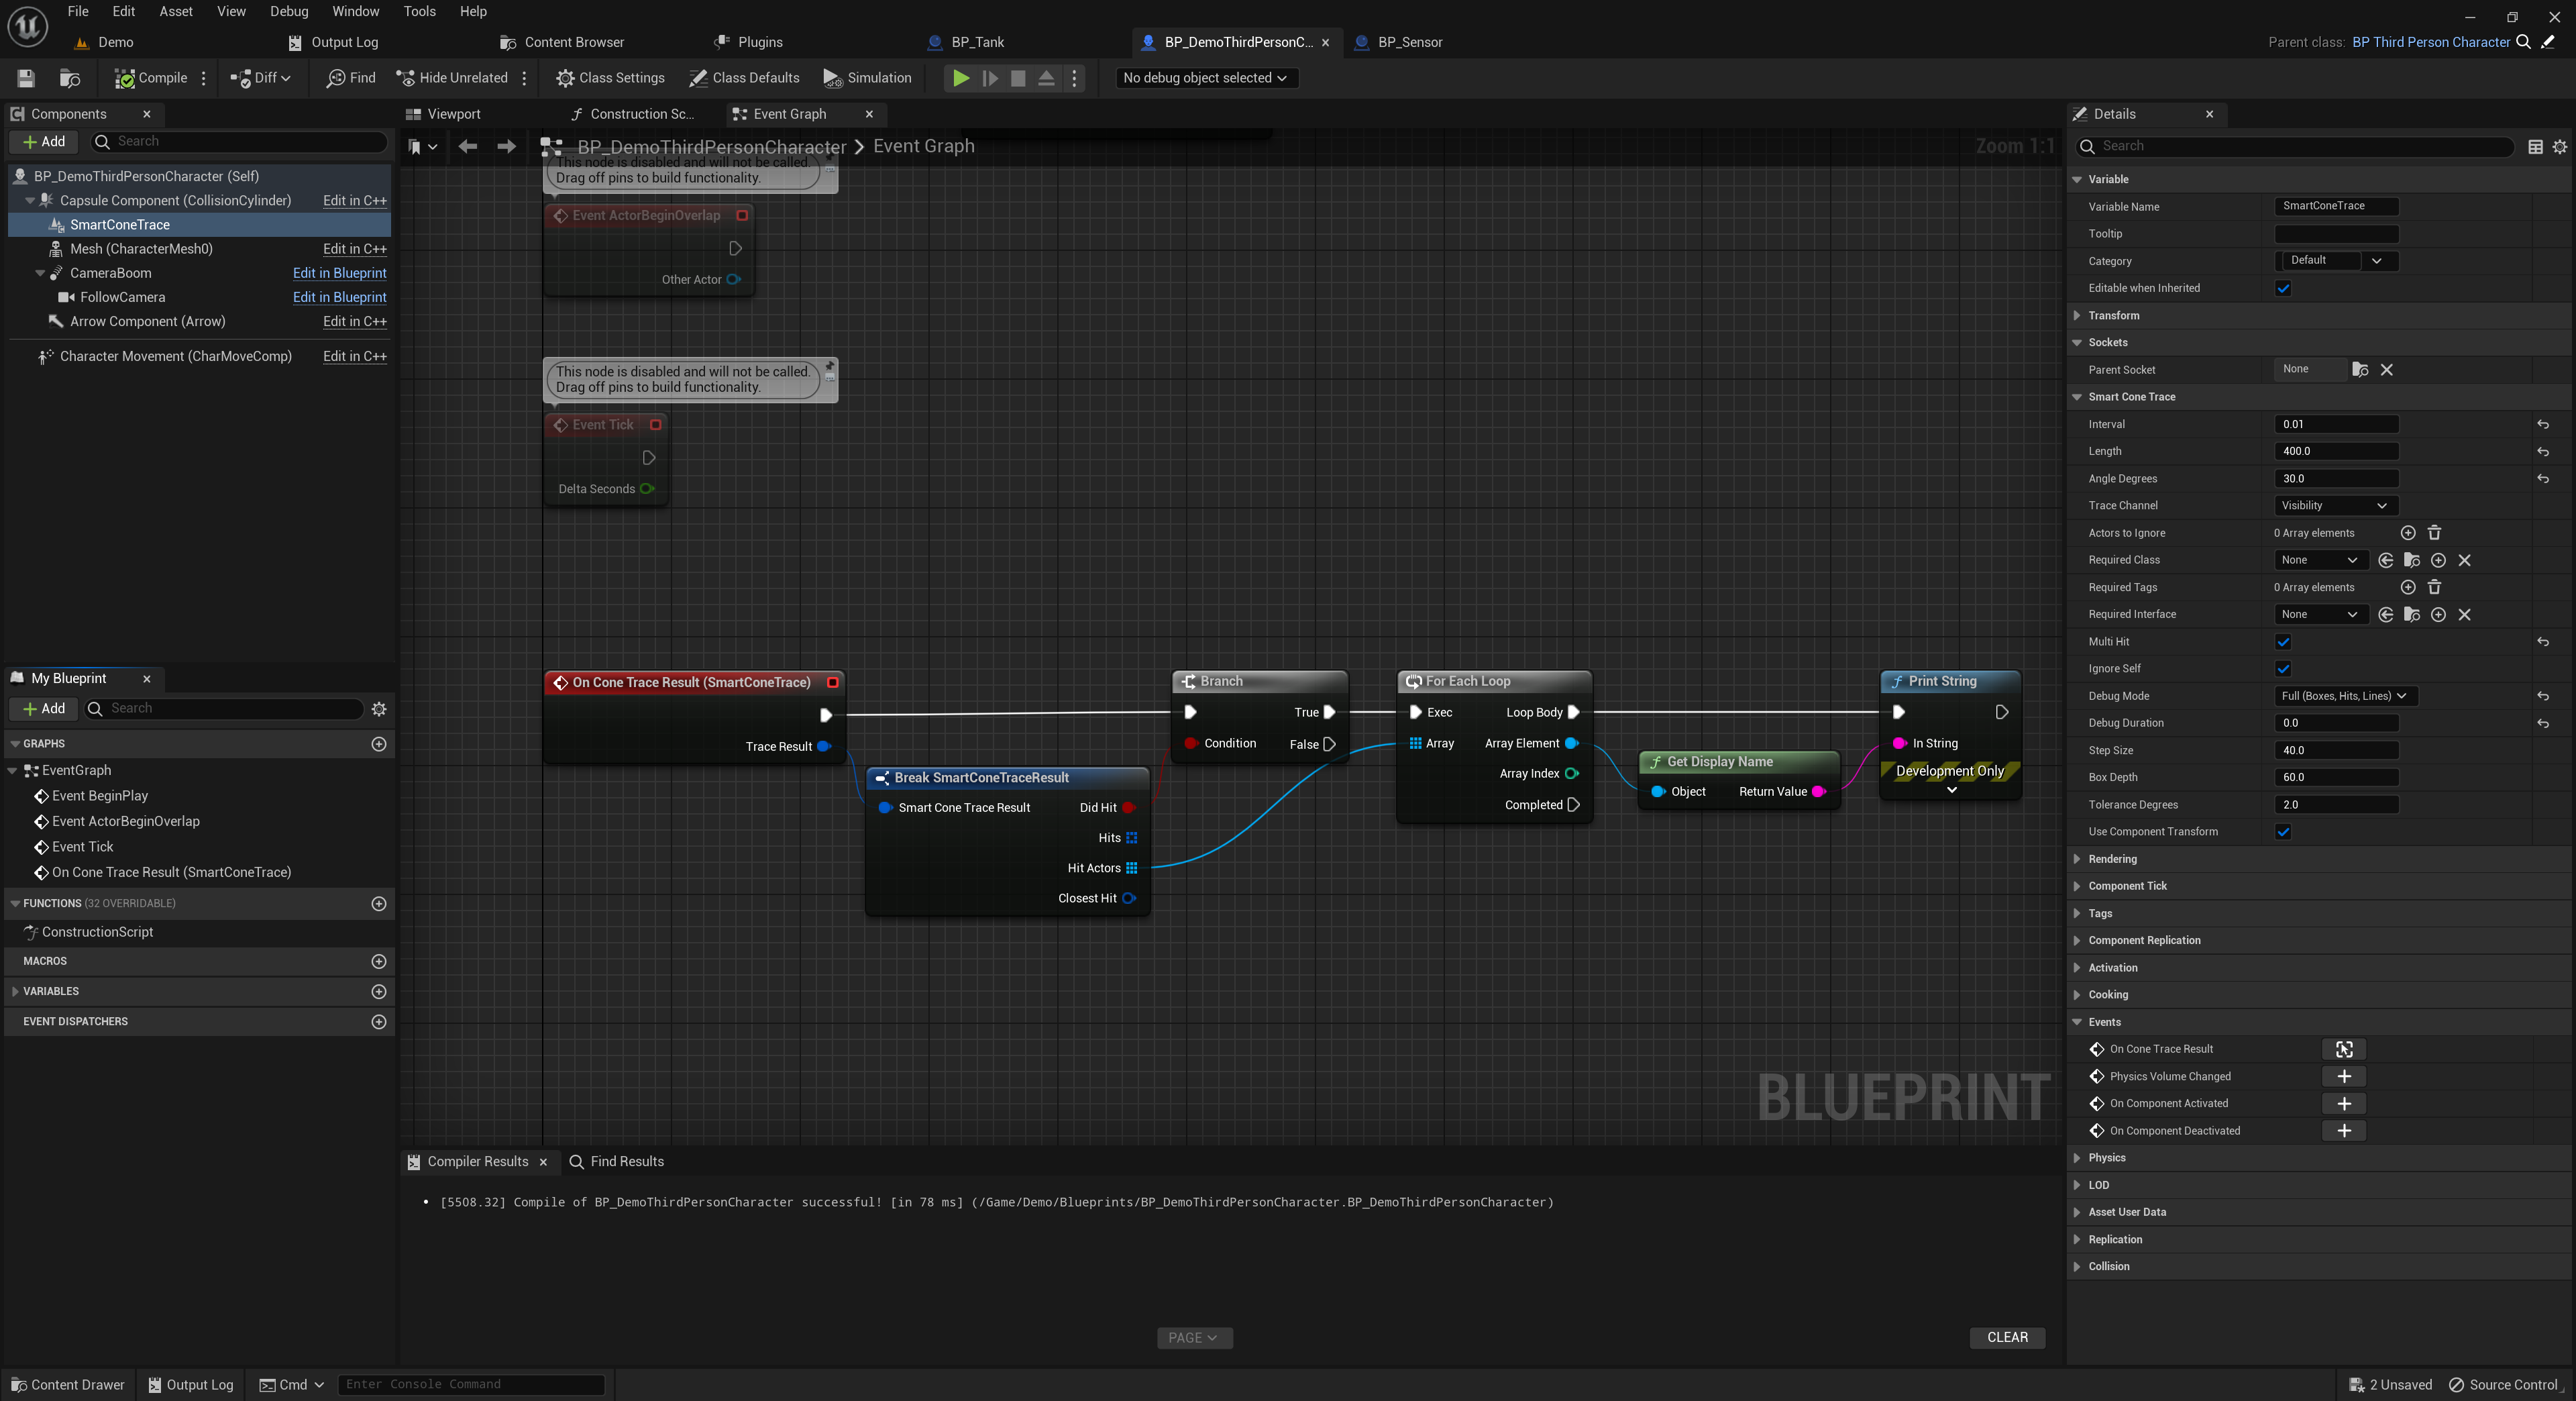 File Edit Asset View Debug Window Tools Help
Demo Output Log Content Browser Plugins BP_Tank BP_DemoThirdPersonC... BP_Sensor
Parent class: BP Third Person Character
Compile Diff Find Hide Unrelated Class Settings Class Defaults Simulation No debug object selected
Components
Add Search
BP_DemoThirdPersonCharacter (Self)
Capsule Component (CollisionCylinder) Edit in C++
SmartConeTrace
Mesh (CharacterMesh0) Edit in C++
CameraBoom Edit in Blueprint
FollowCamera Edit in Blueprint
Arrow Component (Arrow) Edit in C++
Character Movement (CharMoveComp) Edit in C++
My Blueprint
Add Search
GRAPHS
EventGraph
Event BeginPlay
Event ActorBeginOverlap
Event Tick
On Cone Trace Result (SmartConeTrace)
FUNCTIONS (32 OVERRIDABLE)
ConstructionScript
MACROS
VARIABLES
EVENT DISPATCHERS
Viewport Construction Sc... Event Graph
BP_DemoThirdPersonCharacter > Event Graph Zoom 1:1
This node is disabled and will not be called.
Drag off pins to build functionality.
Event ActorBeginOverlap
Other Actor
This node is disabled and will not be called.
Drag off pins to build functionality.
Event Tick
Delta Seconds
On Cone Trace Result (SmartConeTrace)
Trace Result
Break SmartConeTraceResult
Smart Cone Trace Result Did Hit
Hits
Hit Actors
Closest Hit
Branch
True
Condition False
For Each Loop
Exec Loop Body
Array Array Element
Array Index
Completed
Get Display Name
Object Return Value
Print String
In String
Development Only
BLUEPRINT
Compiler Results Find Results
• [5508.32] Compile of BP_DemoThirdPersonCharacter successful! [in 78 ms] (/Game/Demo/Blueprints/BP_DemoThirdPersonCharacter.BP_DemoThirdPersonCharacter)
PAGE CLEAR
Details
Search
Variable
Variable Name SmartConeTrace
Tooltip
Category Default
Editable when Inherited
Transform
Sockets
Parent Socket None
Smart Cone Trace
Interval 0.01
Length 400.0
Angle Degrees 30.0
Trace Channel Visibility
Actors to Ignore 0 Array elements
Required Class None
Required Tags 0 Array elements
Required Interface None
Multi Hit
Ignore Self
Debug Mode Full (Boxes, Hits, Lines)
Debug Duration 0.0
Step Size 40.0
Box Depth 60.0
Tolerance Degrees 2.0
Use Component Transform
Rendering
Component Tick
Tags
Component Replication
Activation
Cooking
Events
On Cone Trace Result
Physics Volume Changed
On Component Activated
On Component Deactivated
Physics
LOD
Asset User Data
Replication
Collision
Content Drawer Output Log Cmd Enter Console Command 2 Unsaved Source Control